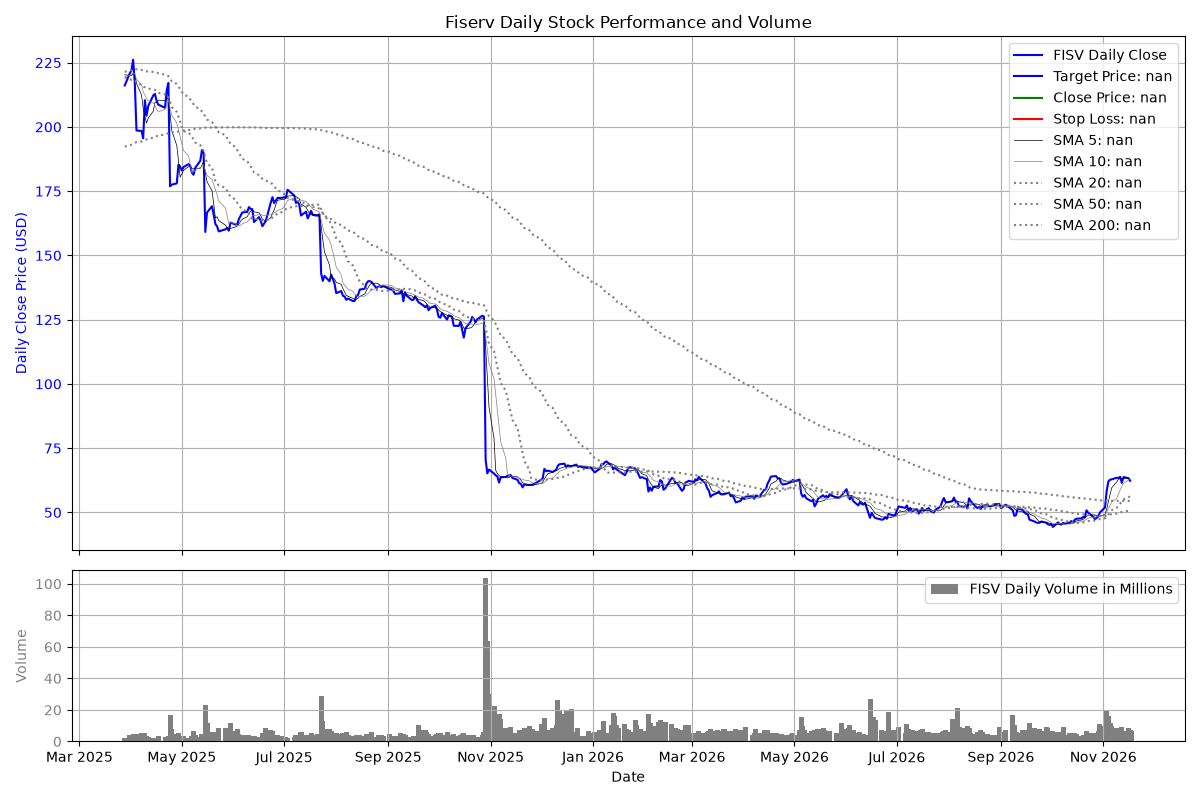 Fiserv Daily Stock Performance and Volume
Daily Close Price (USD)
225
200
175
150
125
100
75
50
FISV Daily Close
Target Price: nan
Close Price: nan
Stop Loss: nan
SMA 5: nan
SMA 10: nan
SMA 20: nan
SMA 50: nan
SMA 200: nan
Volume
100
80
60
40
20
0
FISV Daily Volume in Millions
Mar 2025 May 2025 Jul 2025 Sep 2025 Nov 2025 Jan 2026 Mar 2026 May 2026 Jul 2026 Sep 2026 Nov 2026
Date